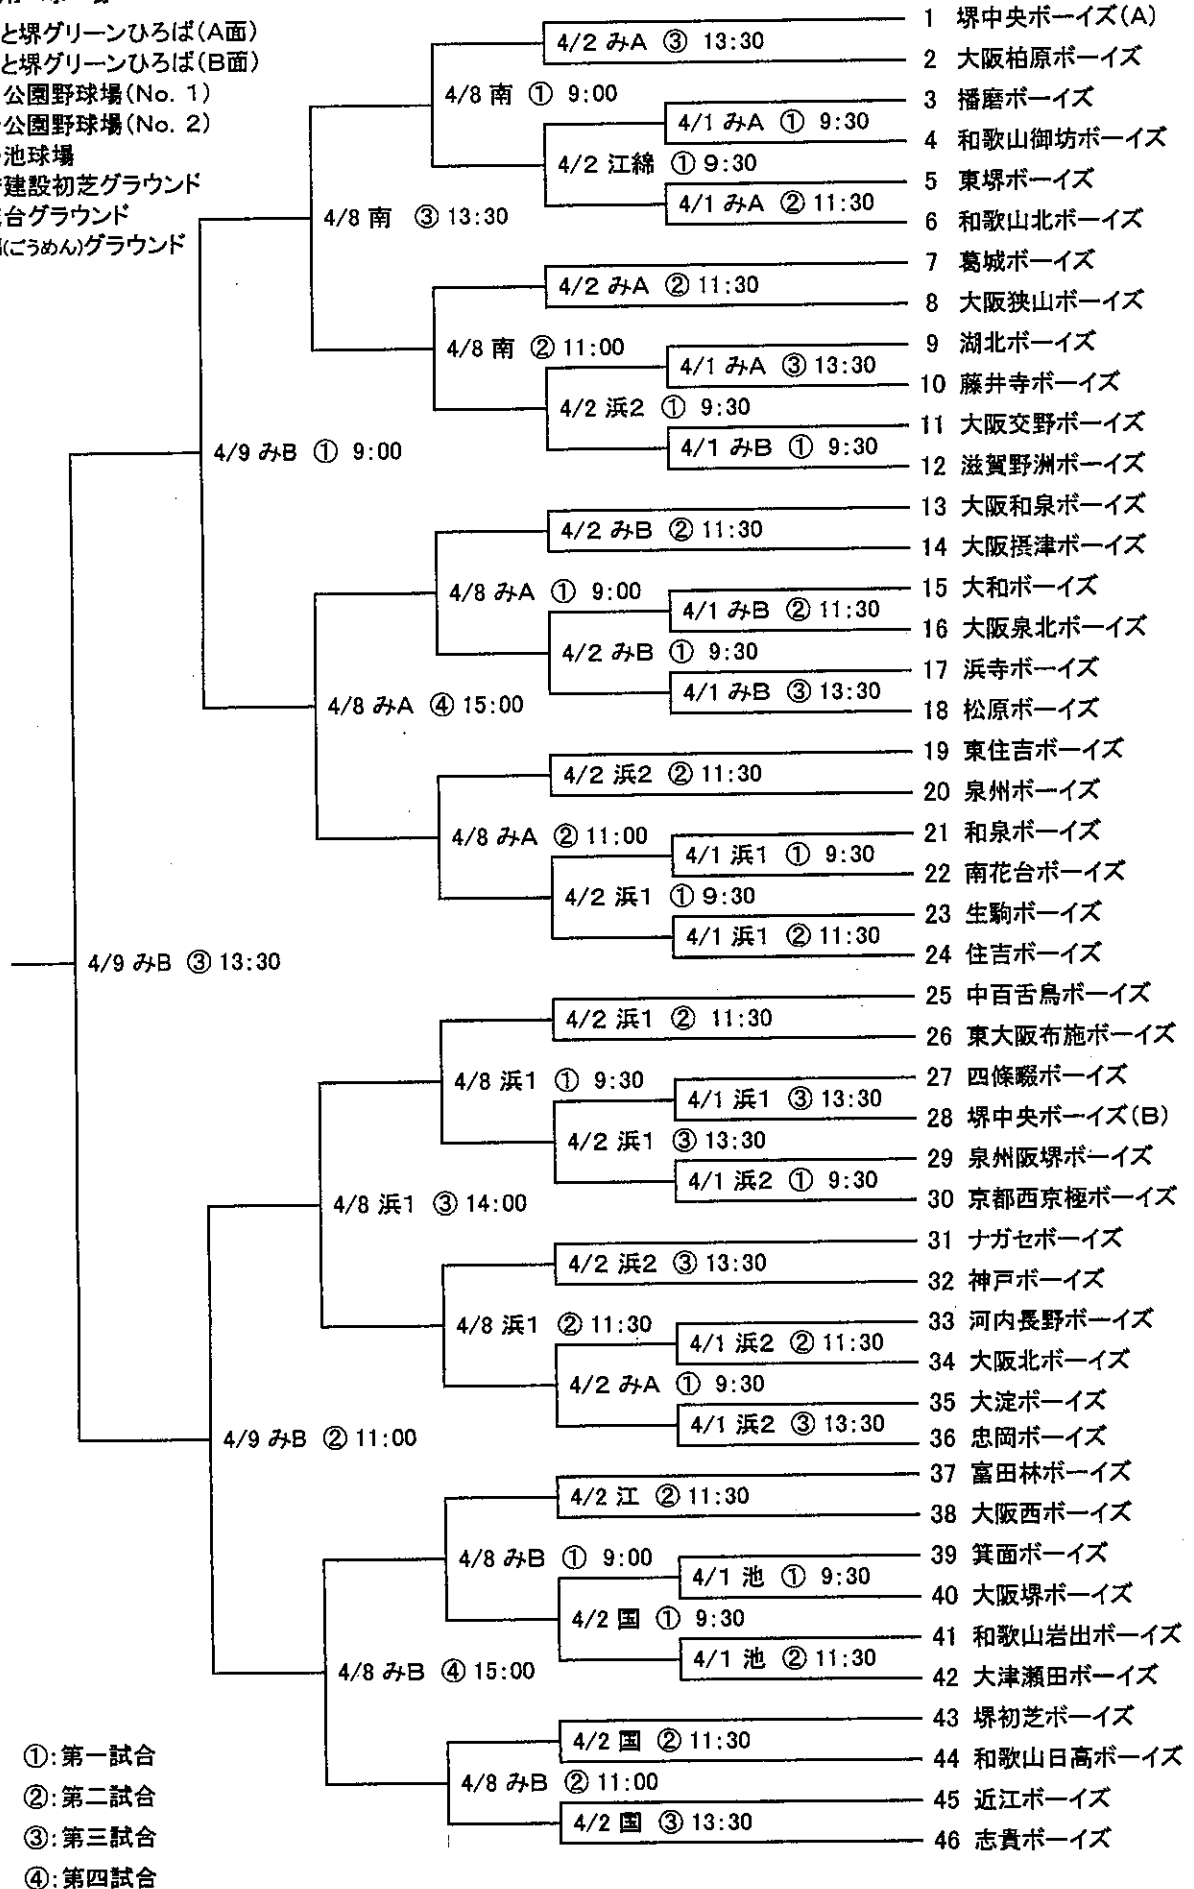 と堺グリーンひろば(A面)
と堺グリーンひろば(B面)
公園野球場(No. 1)
公園野球場(No. 2)
池球場
建設初芝グラウンド
台グラウンド
(ごうめん)グラウンド
1 堺中央ボーイズ(A)
4/2 みA ③ 13:30
2 大阪柏原ボーイズ
4/8 南 ① 9:00
3 播磨ボーイズ
4/1 みA ① 9:30
4 和歌山御坊ボーイズ
4/2 江綿 ① 9:30
5 東堺ボーイズ
4/1 みA ② 11:30
6 和歌山北ボーイズ
4/8 南 ③ 13:30
7 葛城ボーイズ
4/2 みA ② 11:30
8 大阪狭山ボーイズ
4/8 南 ② 11:00
9 湖北ボーイズ
4/1 みA ③ 13:30
10 藤井寺ボーイズ
4/2 浜2 ① 9:30
11 大阪交野ボーイズ
4/1 みB ① 9:30
12 滋賀野洲ボーイズ
4/9 みB ① 9:00
13 大阪和泉ボーイズ
4/2 みB ② 11:30
14 大阪摂津ボーイズ
4/8 みA ① 9:00
15 大和ボーイズ
4/1 みB ② 11:30
16 大阪泉北ボーイズ
4/2 みB ① 9:30
17 浜寺ボーイズ
4/1 みB ③ 13:30
18 松原ボーイズ
4/8 みA ④ 15:00
19 東住吉ボーイズ
4/2 浜2 ② 11:30
20 泉州ボーイズ
4/8 みA ② 11:00
21 和泉ボーイズ
4/1 浜1 ① 9:30
22 南花台ボーイズ
4/2 浜1 ① 9:30
23 生駒ボーイズ
4/1 浜1 ② 11:30
24 住吉ボーイズ
4/9 みB ③ 13:30
25 中百舌鳥ボーイズ
4/2 浜1 ② 11:30
26 東大阪布施ボーイズ
4/8 浜1 ① 9:30
27 四條畷ボーイズ
4/1 浜1 ③ 13:30
28 堺中央ボーイズ(B)
4/2 浜1 ③ 13:30
29 泉州阪堺ボーイズ
4/1 浜2 ① 9:30
30 京都西京極ボーイズ
4/8 浜1 ③ 14:00
31 ナガセボーイズ
4/2 浜2 ③ 13:30
32 神戸ボーイズ
4/8 浜1 ② 11:30
33 河内長野ボーイズ
4/1 浜2 ② 11:30
34 大阪北ボーイズ
4/2 みA ① 9:30
35 大淀ボーイズ
4/1 浜2 ③ 13:30
36 忠岡ボーイズ
4/9 みB ② 11:00
37 富田林ボーイズ
4/2 江 ② 11:30
38 大阪西ボーイズ
4/8 みB ① 9:00
39 箕面ボーイズ
4/1 池 ① 9:30
40 大阪堺ボーイズ
4/2 国 ① 9:30
41 和歌山岩出ボーイズ
4/1 池 ② 11:30
42 大津瀬田ボーイズ
4/8 みB ④ 15:00
43 堺初芝ボーイズ
4/2 国 ② 11:30
44 和歌山日高ボーイズ
4/8 みB ② 11:00
45 近江ボーイズ
4/2 国 ③ 13:30
46 志貴ボーイズ
①:第一試合
②:第二試合
③:第三試合
④:第四試合